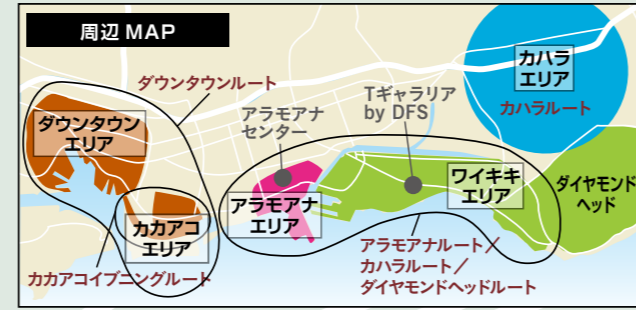 周辺 MAP
ダウンタウンルート
カハラ
エリア
カハラルート
Tギャラリア
by DFS
アラモアナ
センター
ダウンタウン
エリア
ワイキキ
エリア
ダイヤモンド
ヘッド
アラモアナ
エリア
カカアコ
エリア
カカアコイブニングルート
アラモアナルート／
カハラルート／
ダイヤモンドヘッドルート